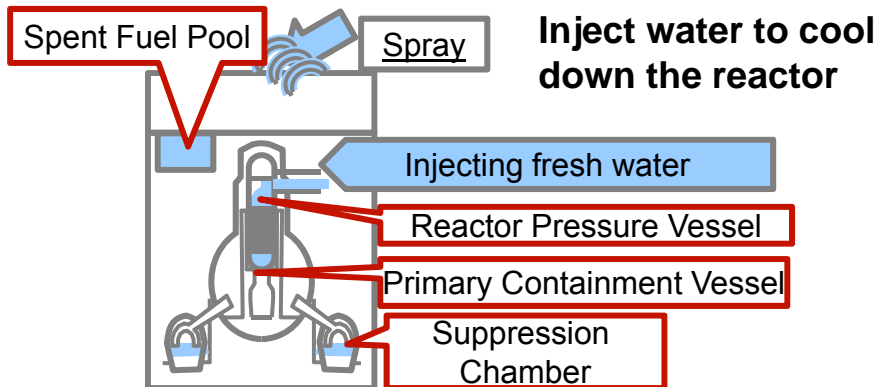 Spent Fuel Pool
Spray
Inject water to cool
down the reactor
Injecting fresh water
Reactor Pressure Vessel
Primary Containment Vessel
Suppression
Chamber